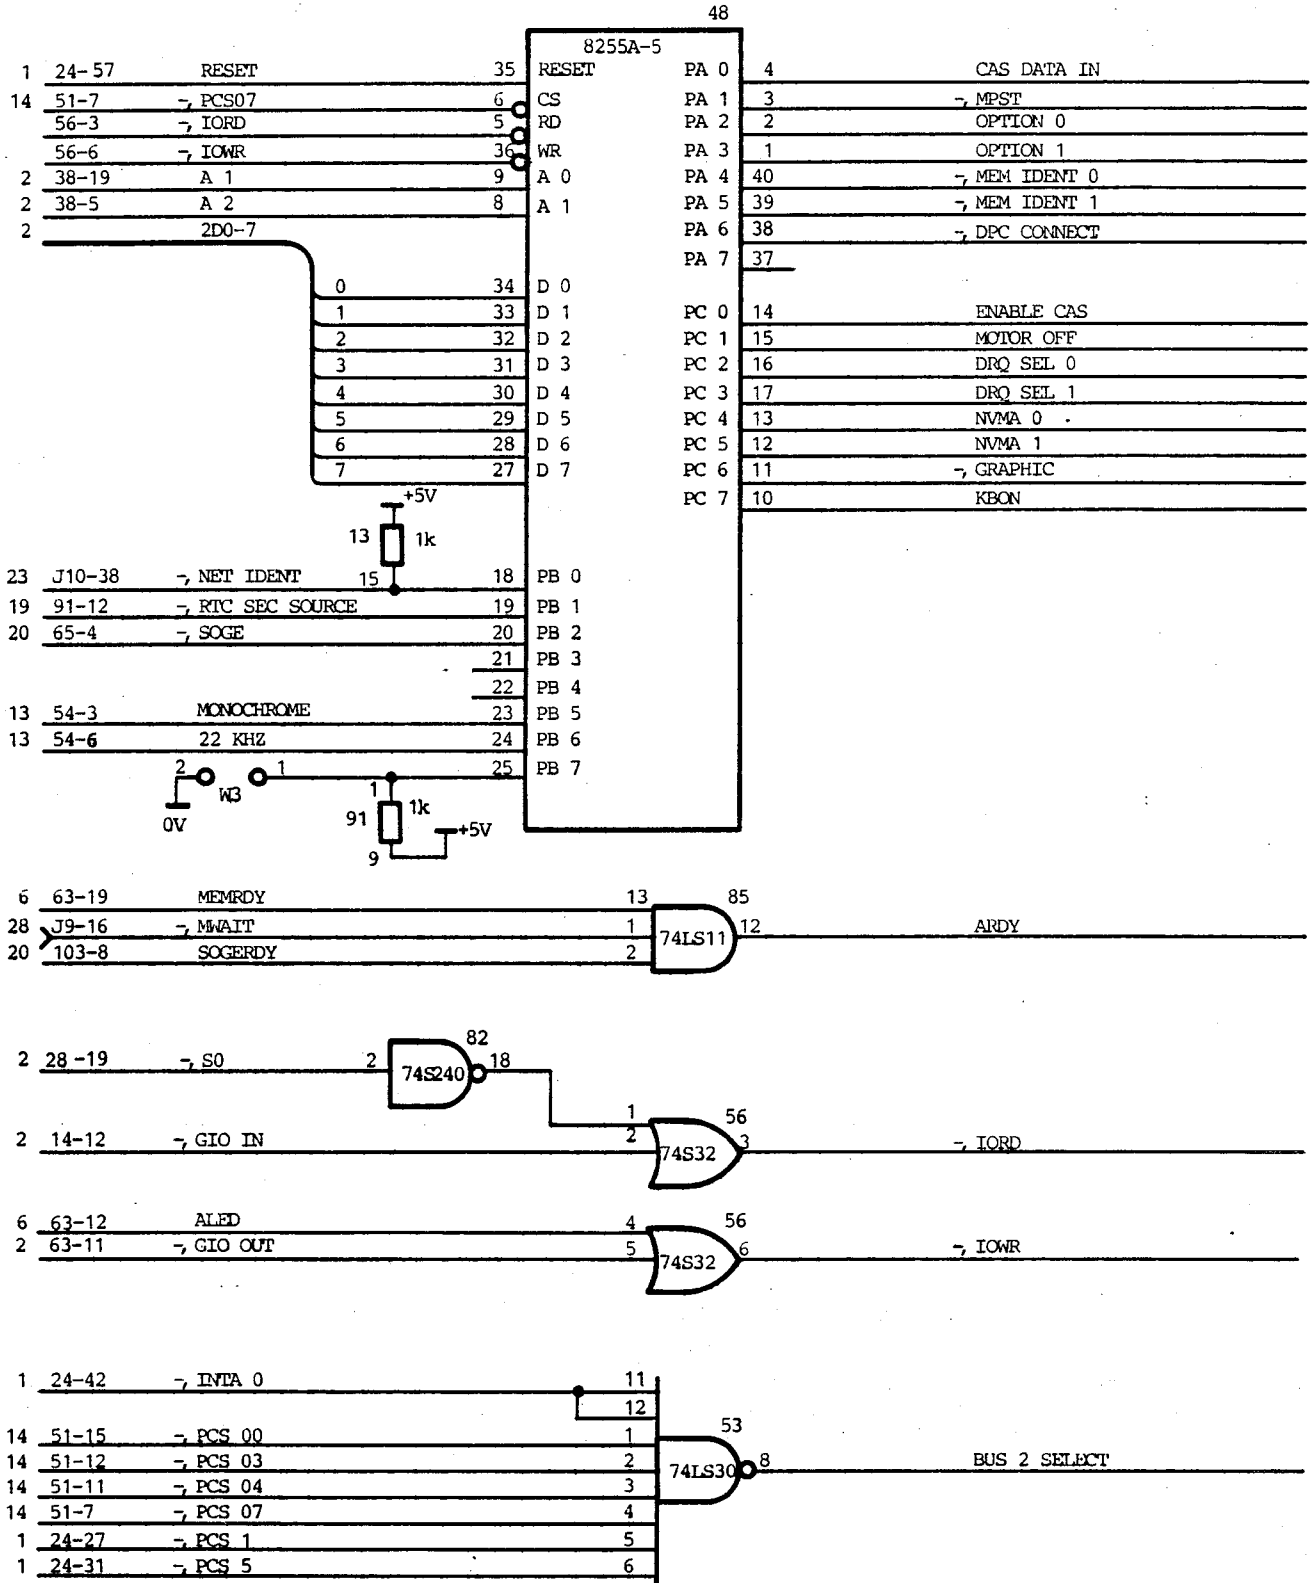 48
8255A-5
1 24-57 RESET 35 RESET PA 0 4 CAS DATA IN
14 51-7 ¬, PCS07 6 CS PA 1 3 ¬, MPST
56-3 ¬, IORD 5 RD PA 2 2 OPTION 0
56-6 ¬, IOWR 36 WR PA 3 1 OPTION 1
2 38-19 A 1 9 A 0 PA 4 40 ¬, MEM IDENT 0
2 38-5 A 2 8 A 1 PA 5 39 ¬, MEM IDENT 1
2 2D0-7 PA 6 38 ¬, DPC CONNECT
PA 7 37
0 34 D 0
1 33 D 1 PC 0 14 ENABLE CAS
2 32 D 2 PC 1 15 MOTOR OFF
3 31 D 3 PC 2 16 DRQ SEL 0
4 30 D 4 PC 3 17 DRQ SEL 1
5 29 D 5 PC 4 13 NVMA 0
6 28 D 6 PC 5 12 NVMA 1
7 27 D 7 PC 6 11 ¬, GRAPHIC
+5V PC 7 10 KBON
13 1k
23 J10-38 ¬, NET IDENT 15 18 PB 0
19 91-12 ¬, RTC SEC SOURCE 19 PB 1
20 65-4 ¬, SOGE 20 PB 2
21 PB 3
22 PB 4
13 54-3 MONOCHROME 23 PB 5
13 54-6 22 KHZ 24 PB 6
2 1 25 PB 7
W3 1 1k
0V 91 +5V
9
6 63-19 MEMRDY 13 85
28 J9-16 ¬, MWAIT 1 74LS11 12 ARDY
20 103-8 SOGERDY 2
82
2 28-19 ¬, S0 2 74S240 18
1 56
2 14-12 ¬, GIO IN 2 74S32 3 ¬, IORD
6 63-12 ALED 4 56
2 63-11 ¬, GIO OUT 5 74S32 6 ¬, IOWR
1 24-42 ¬, INTA 0 11
12
14 51-15 ¬, PCS 00 1 53
14 51-12 ¬, PCS 03 2 74LS30 8 BUS 2 SELECT
14 51-11 ¬, PCS 04 3
14 51-7 ¬, PCS 07 4
1 24-27 ¬, PCS 1 5
1 24-31 ¬, PCS 5 6